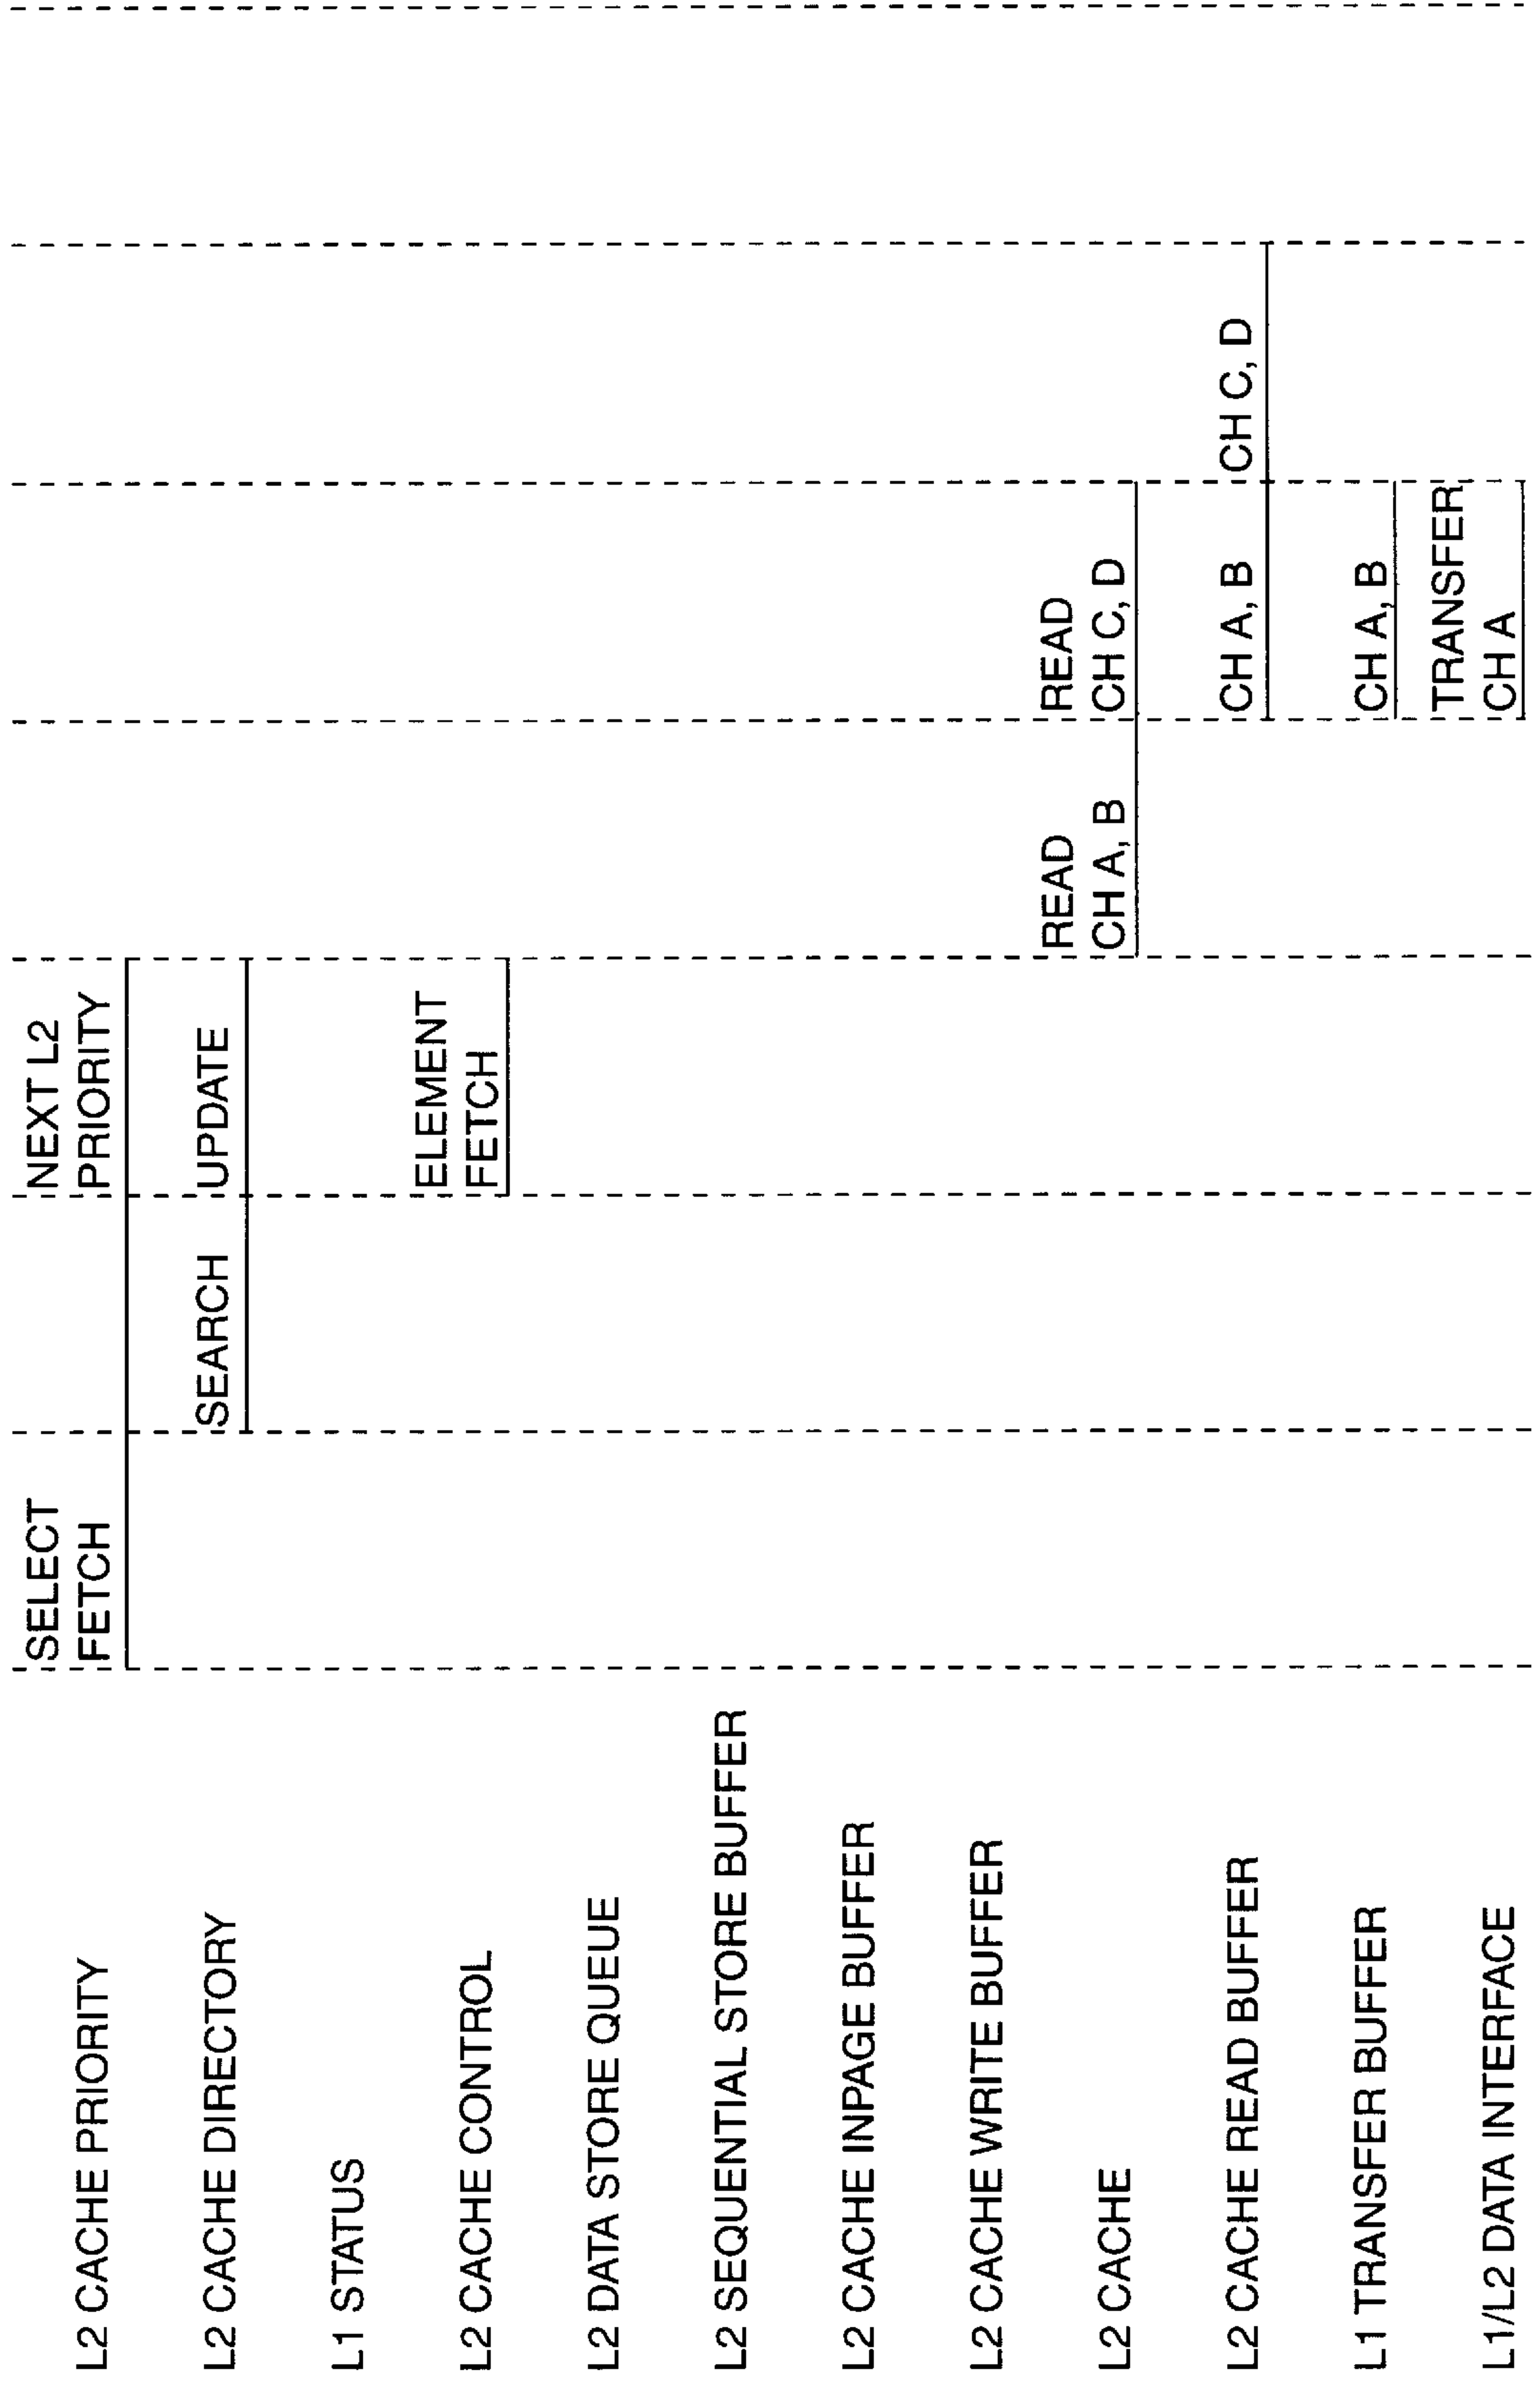 L2 CACHE PRIORITY
SELECT
FETCH
NEXT L2
PRIORITY
L2 CACHE DIRECTORY
SEARCH
UPDATE
L1 STATUS
L2 CACHE CONTROL
ELEMENT
FETCH
L2 DATA STORE QUEUE
L2 SEQUENTIAL STORE BUFFER
L2 CACHE INPAGE BUFFER
L2 CACHE WRITE BUFFER
L2 CACHE
READ
CH A, B
READ
CH C, D
L2 CACHE READ BUFFER
CH A, B
CH C, D
L1 TRANSFER BUFFER
CH A, B
L1/L2 DATA INTERFACE
TRANSFER
CH A